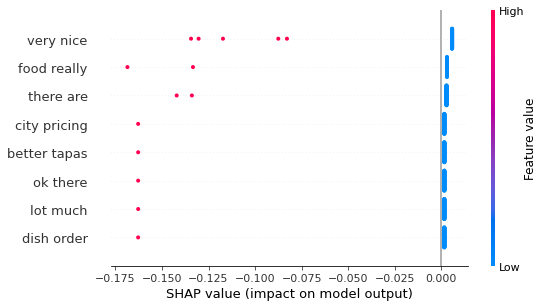 High
very nice
food really
there are
city pricing
better tapas
ok there
lot much
dish order
Feature value
Low
−0.175 −0.150 −0.125 −0.100 −0.075 −0.050 −0.025 0.000
SHAP value (impact on model output)